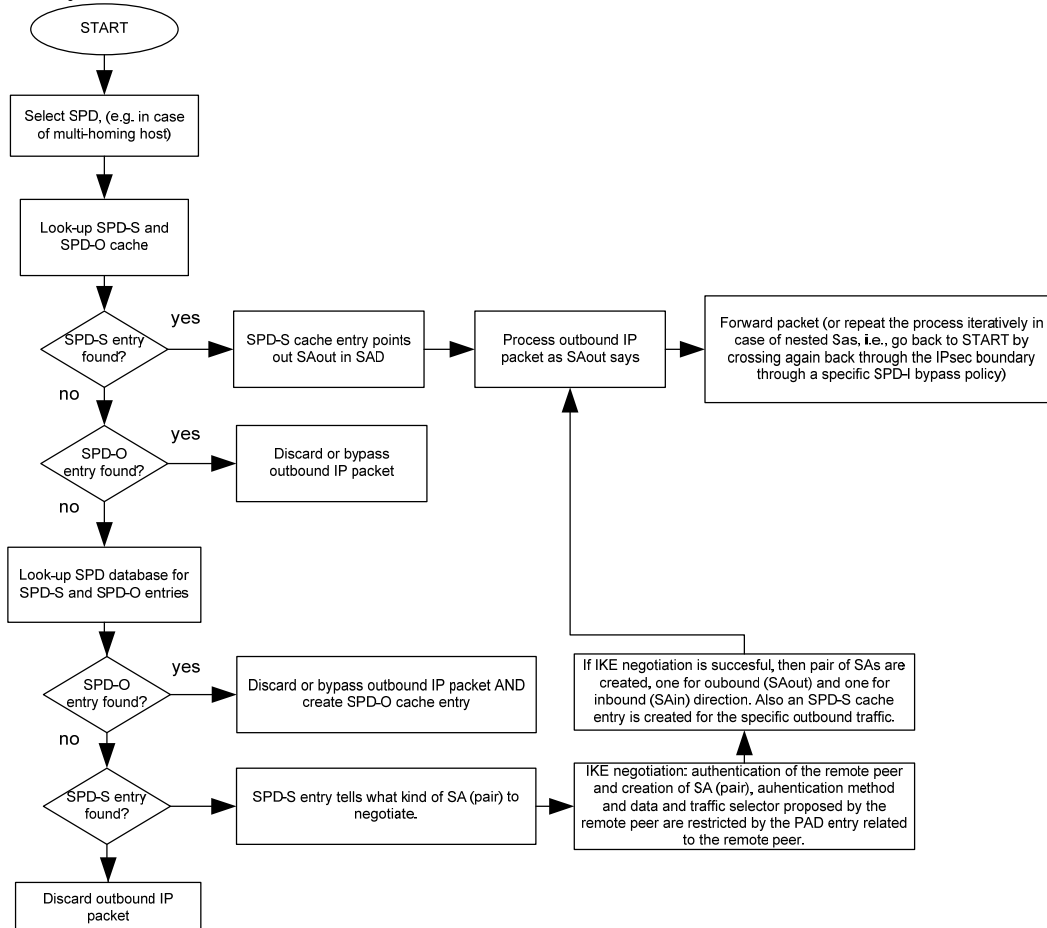 START
Select SPD, (e.g. in case
of multi-homing host)
Look-up SPD-S and
SPD-O cache
SPD-S entry
found?
yes
no
SPD-S cache entry points
out SAout in SAD
Process outbound IP
packet as SAout says
Forward packet (or repeat the process iteratively in
case of nested Sas, i.e., go back to START by
crossing again back through the IPsec boundary
through a specific SPD-I bypass policy)
SPD-O
entry found?
yes
no
Discard or bypass
outbound IP packet
Look-up SPD database for
SPD-S and SPD-O entries
SPD-O
entry found?
yes
no
Discard or bypass outbound IP packet AND
create SPD-O cache entry
If IKE negotiation is succesful, then pair of SAs are
created, one for oubound (SAout) and one for
inbound (SAin) direction. Also an SPD-S cache
entry is created for the specific outbound traffic.
SPD-S entry
found?
SPD-S entry tells what kind of SA (pair) to
negotiate.
IKE negotiation: authentication of the remote peer
and creation of SA (pair), auhentication method
and data and traffic selector proposed by the
remote peer are restricted by the PAD entry related
to the remote peer.
Discard outbound IP
packet